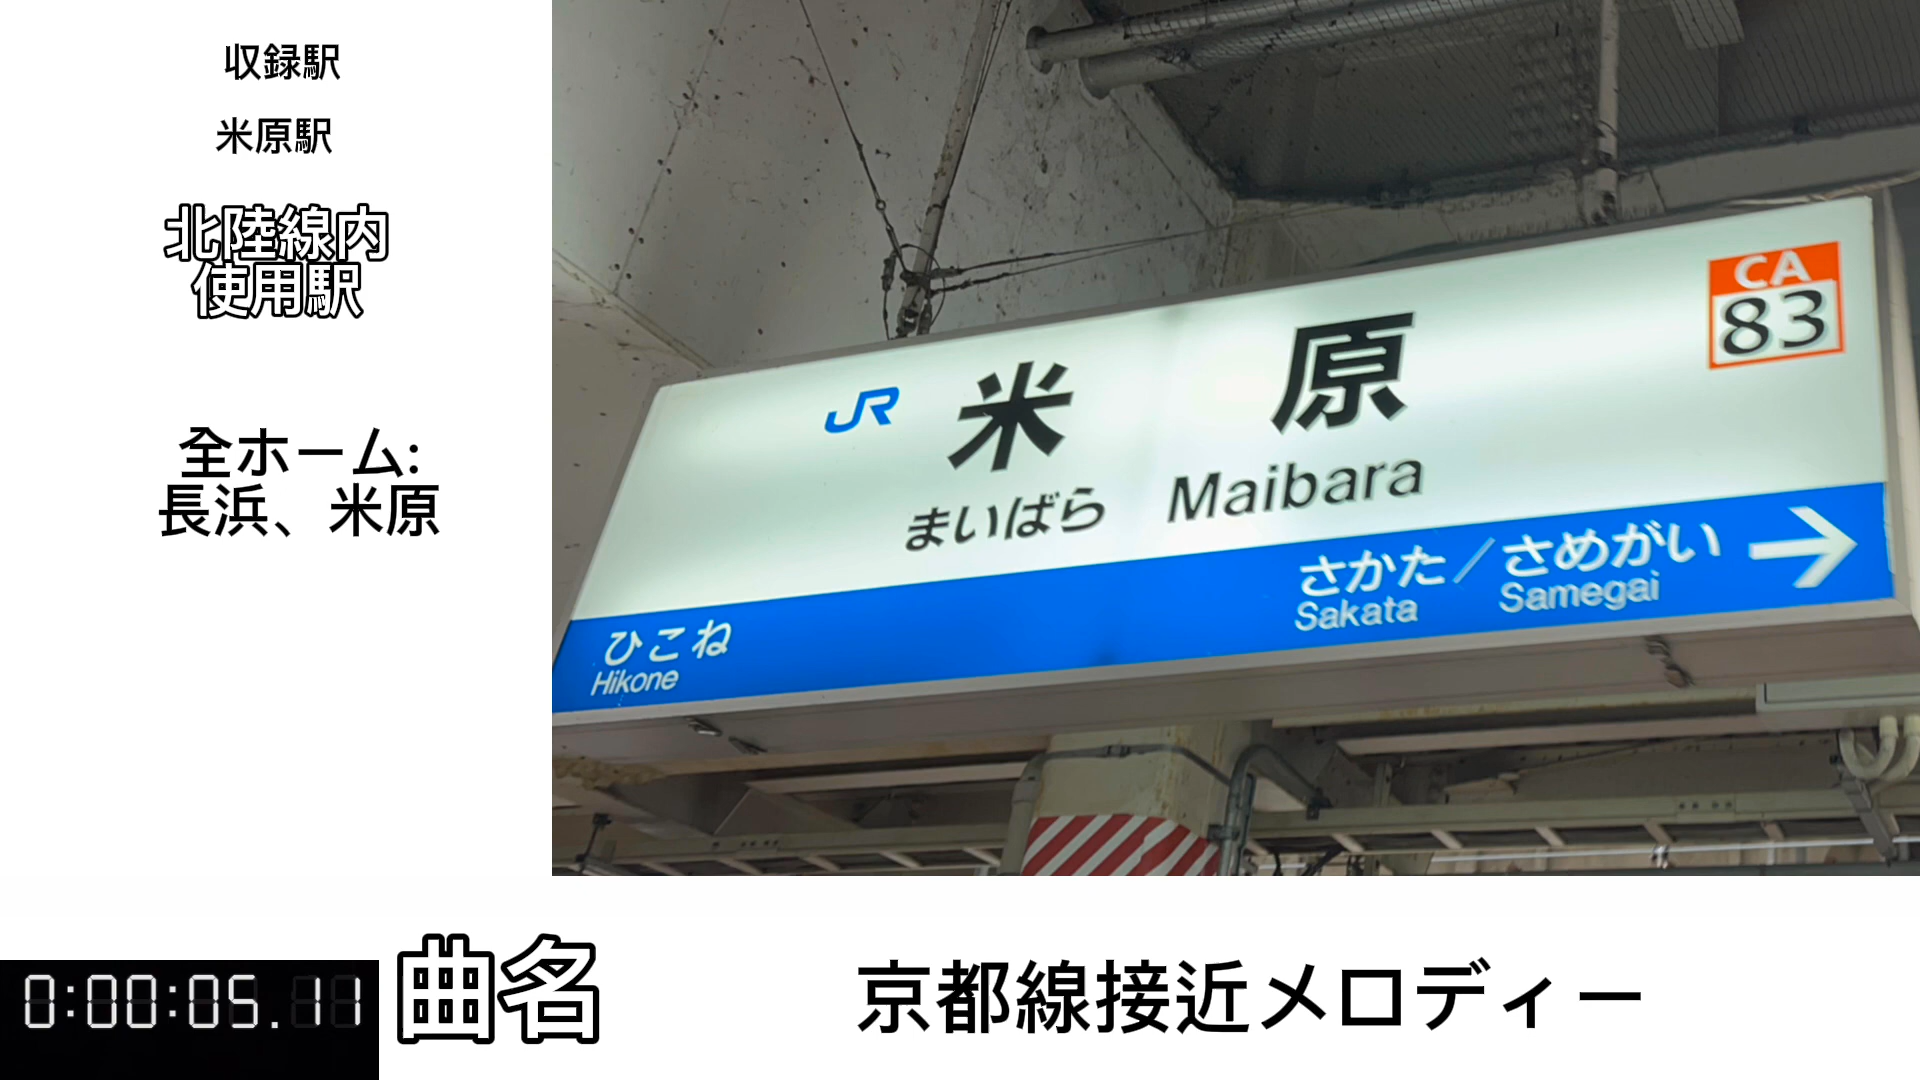 収録駅
米原駅
北陸線内
使用駅
全ホーム:
長浜、米原
CA
83
JR 米原
まいばら Maibara
さかた／さめがい →
Sakata Samegai
ひこね
Hikone
0:00:05.11
曲名
京都線接近メロディー